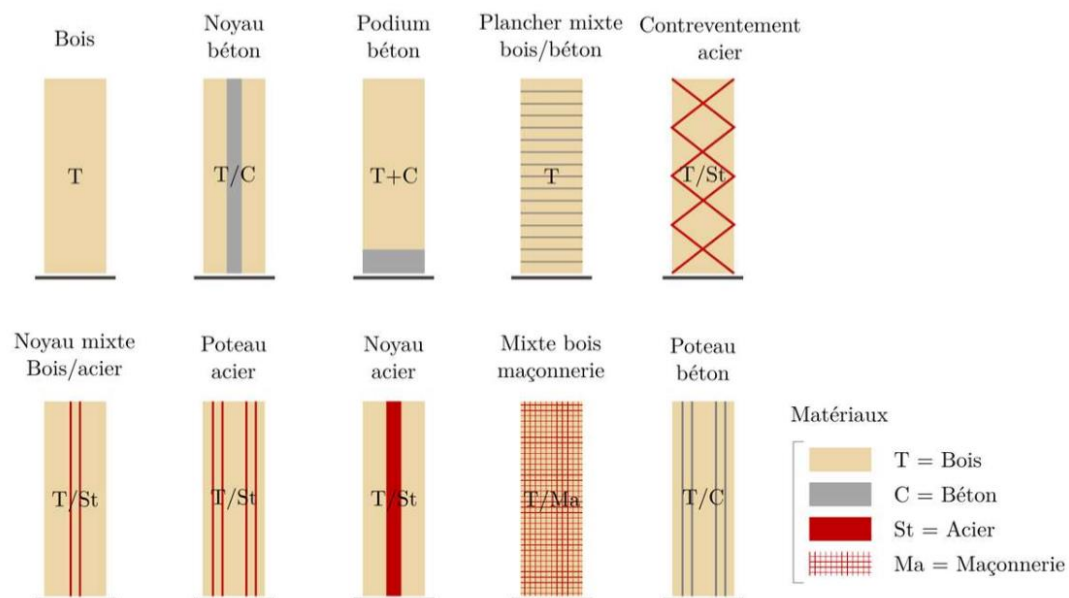 Bois
Noyau
béton
Podium
béton
Plancher mixte
bois/béton
Contreventement
acier
T
T/C
T+C
T
T/St
Noyau mixte
Bois/acier
Poteau
acier
Noyau
acier
Mixte bois
maçonnerie
Poteau
béton
T/St
T/St
T/St
T/Ma
T/C
Matériaux
T = Bois
C = Béton
St = Acier
Ma = Maçonnerie